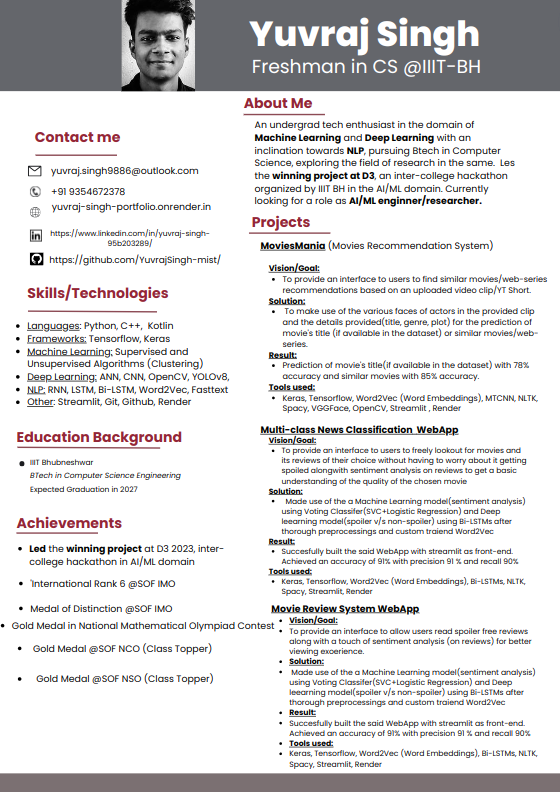 Yuvraj Singh
Freshman in CS @IIIT-BH
Contact me
yuvraj.singh9886@outlook.com
+91 9354672378
yuvraj-singh-portfolio.onrender.in
https://www.linkedin.com/in/yuvraj-singh-
95b203289/
https://github.com/YuvrajSingh-mist/
Skills/Technologies
• Languages: Python, C++, Kotlin
• Frameworks: Tensorflow, Keras
• Machine Learning: Supervised and
Unsupervised Algorithms (Clustering)
• Deep Learning: ANN, CNN, OpenCV, YOLOv8,
• NLP: RNN, LSTM, Bi-LSTM, Word2Vec, Fasttext
• Other: Streamlit, Git, Github, Render
Education Background
• IIIT Bhubneshwar
BTech in Computer Science Engineering
Expected Graduation in 2027
Achievements
• Led the winning project at D3 2023, inter-
college hackathon in AI/ML domain
• 'International Rank 6 @SOF IMO
• Medal of Distinction @SOF IMO
• Gold Medal in National Mathematical Olympiad Contest
• Gold Medal @SOF NCO (Class Topper)
• Gold Medal @SOF NSO (Class Topper)
About Me
An undergrad tech enthusiast in the domain of
Machine Learning and Deep Learning with an
inclination towards NLP, pursuing Btech in Computer
Science, exploring the field of research in the same. Les
the winning project at D3, an inter-college hackathon
organized by IIIT BH in the AI/ML domain. Currently
looking for a role as AI/ML enginner/researcher.
Projects
MoviesMania (Movies Recommendation System)
Vision/Goal:
• To provide an interface to users to find similar movies/web-series
recommendations based on an uploaded video clip/YT Short.
Solution:
• To make use of the various faces of actors in the provided clip
and the details provided(title, genre, plot) for the prediction of
movie's title (if available in the dataset) or similar movies/web-
series.
Result:
• Prediction of movie's title(if available in the dataset) with 78%
accuracy and similar movies with 85% accuracy.
Tools used:
• Keras, Tensorflow, Word2Vec (Word Embeddings), MTCNN, NLTK,
Spacy, VGGFace, OpenCV, Streamlit , Render
Multi-class News Classification WebApp
Vision/Goal:
• To provide an interface to users to freely lookout for movies and
its reviews of their choice without having to worry about it getting
spoiled alongwith sentiment analysis on reviews to get a basic
understanding of the quality of the chosen movie
Solution:
• Made use of the a Machine Learning model(sentiment analysis)
using Voting Classifer(SVC+Logistic Regression) and Deep
learning model(spoiler v/s non-spoiler) using Bi-LSTMs after
thorough preprocessings and custom traiend Word2Vec
Result:
• Succesfully built the said WebApp with streamlit as front-end.
Achieved an accuracy of 91% with precision 91 % and recall 90%
Tools used:
• Keras, Tensorflow, Word2Vec (Word Embeddings), Bi-LSTMs, NLTK,
Spacy, Streamlit, Render
Movie Review System WebApp
• Vision/Goal:
• To provide an interface to allow users read spoiler free reviews
along with a touch of sentiment analysis (on reviews) for better
viewing exoerience.
• Solution:
• Made use of the a Machine Learning model(sentiment analysis)
using Voting Classifer(SVC+Logistic Regression) and Deep
learning model(spoiler v/s non-spoiler) using Bi-LSTMs after
thorough preprocessings and custom traiend Word2Vec
• Result:
• Succesfully built the said WebApp with streamlit as front-end.
Achieved an accuracy of 91% with precision 91 % and recall 90%
• Tools used:
• Keras, Tensorflow, Word2Vec (Word Embeddings), Bi-LSTMs, NLTK,
Spacy, Streamlit, Render